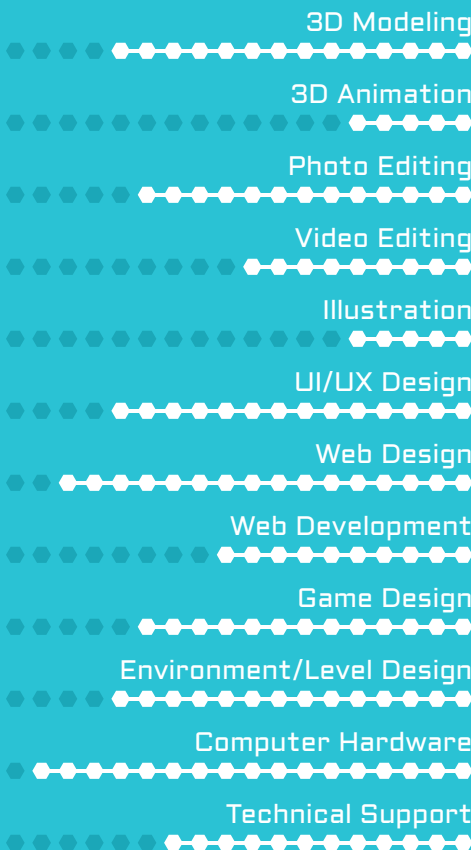 3D Modeling
3D Animation
Photo Editing
Video Editing
Illustration
UI/UX Design
Web Design
Web Development
Game Design
Environment/Level Design
Computer Hardware
Technical Support